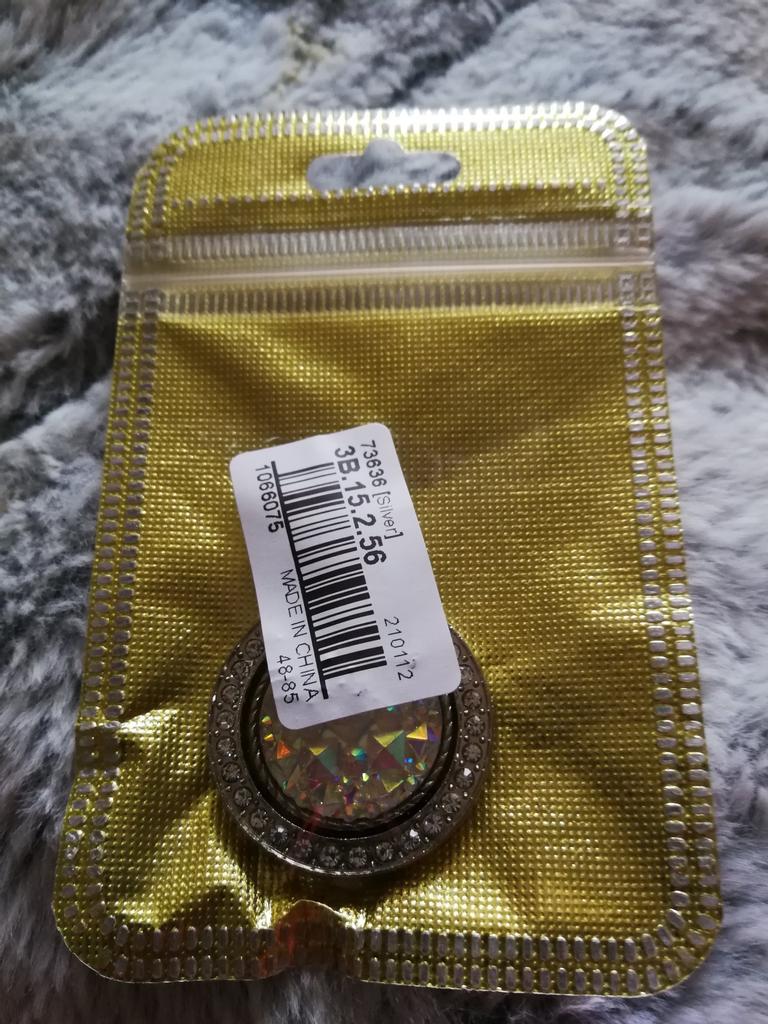 73636 [Silver]
3B.15.2.56
210112
1066075
MADE IN CHINA
48-85